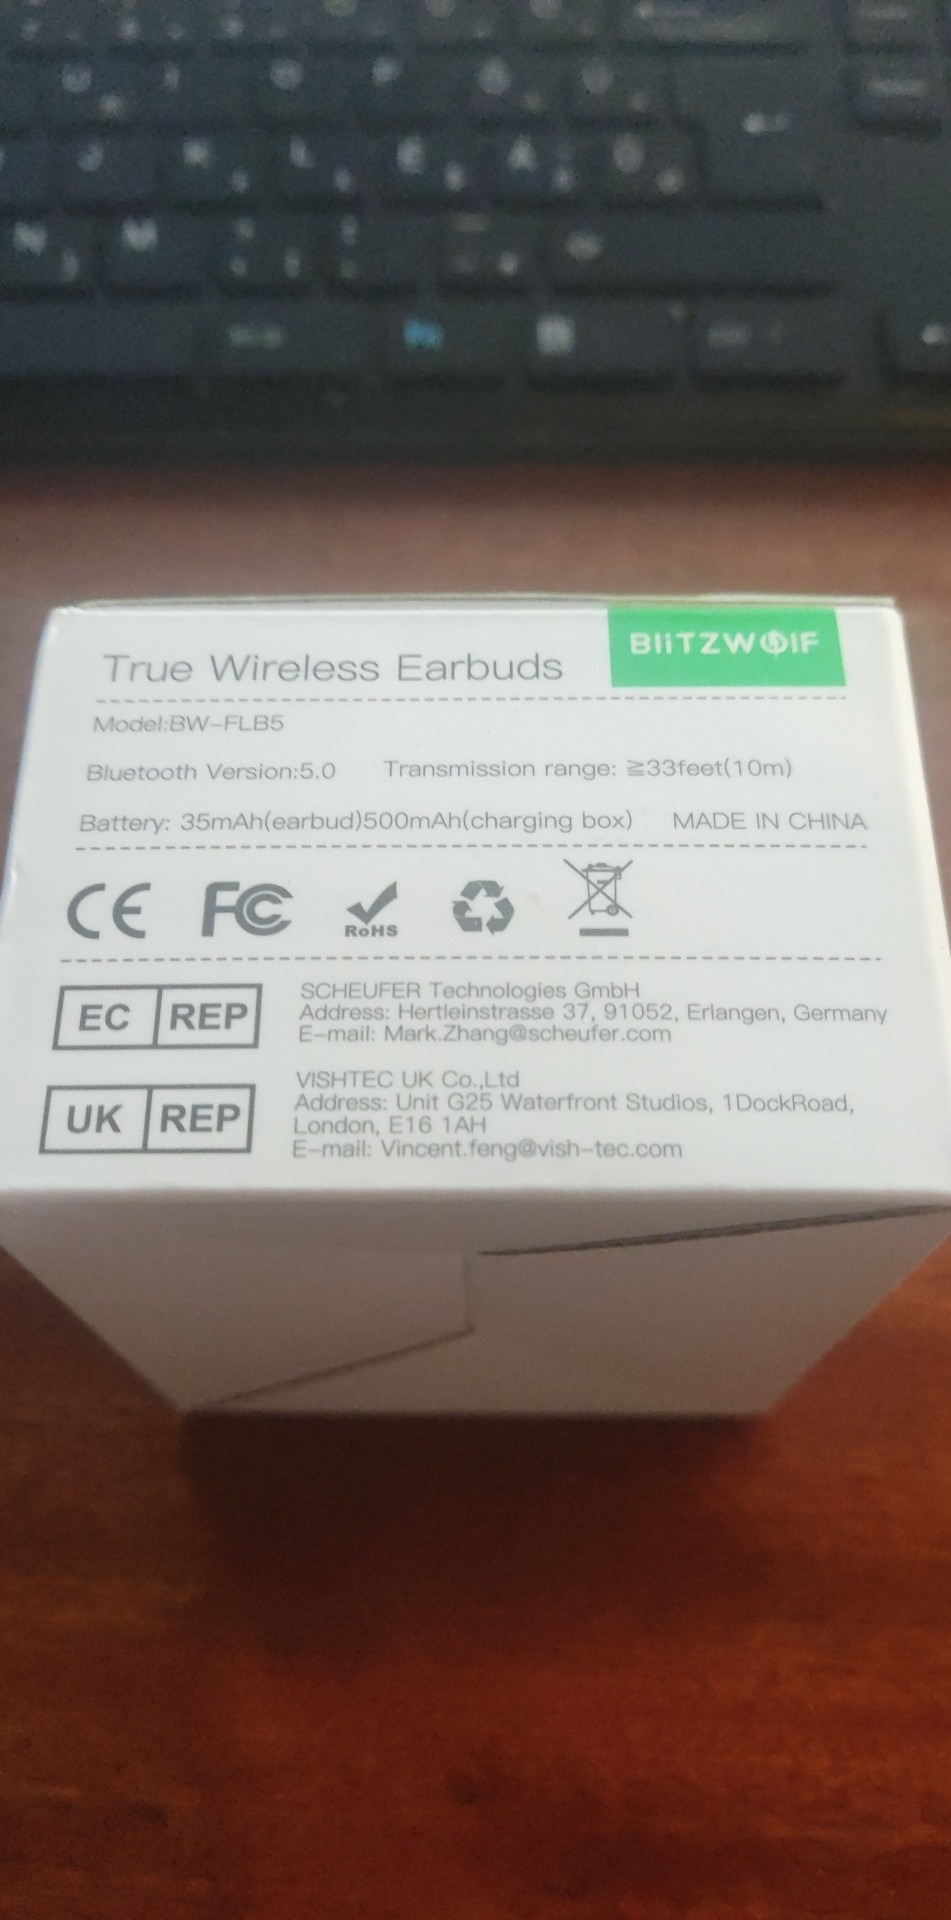 J K L É Á Ű
N M
True Wireless Earbuds
BlitzWolf
Model:BW-FLB5
Bluetooth Version:5.0 Transmission range: ≧33feet(10m)
Battery: 35mAh(earbud)500mAh(charging box) MADE IN CHINA
CE FC RoHS
EC REP
SCHEUFER Technologies GmbH
Address: Hertleinstrasse 37, 91052, Erlangen, Germany
E-mail: Mark.Zhang@scheufer.com
UK REP
VISHTEC UK Co.,Ltd
Address: Unit G25 Waterfront Studios, 1DockRoad,
London, E16 1AH
E-mail: Vincent.feng@vish-tec.com